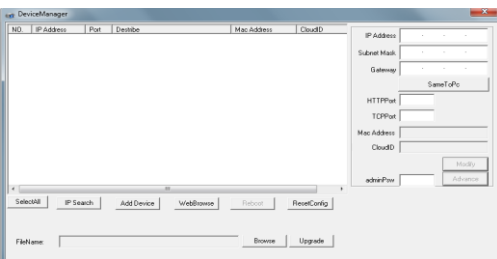 DeviceManager
NO. IP Address Port Destribe Mac Address CloudID
IP Address
Subnet Mask
Gateway
SameToPc
HTTPPort
TCPPort
Mac Address
CloudID
Modify
adminPsw Advance
SelectAll IP Search Add Device WebBrowse Reboot ResetConfig
FileName: Browse Upgrade